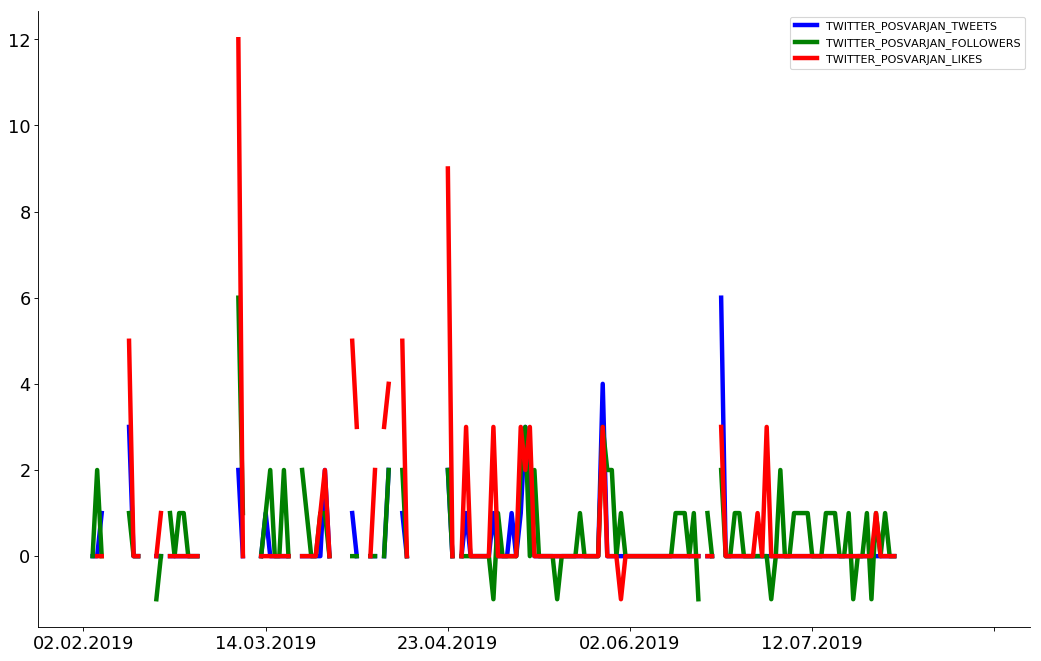 TWITTER_POSVARJAN_TWEETS
TWITTER_POSVARJAN_FOLLOWERS
TWITTER_POSVARJAN_LIKES
12
10
8
6
4
2
0
02.02.2019 14.03.2019 23.04.2019 02.06.2019 12.07.2019